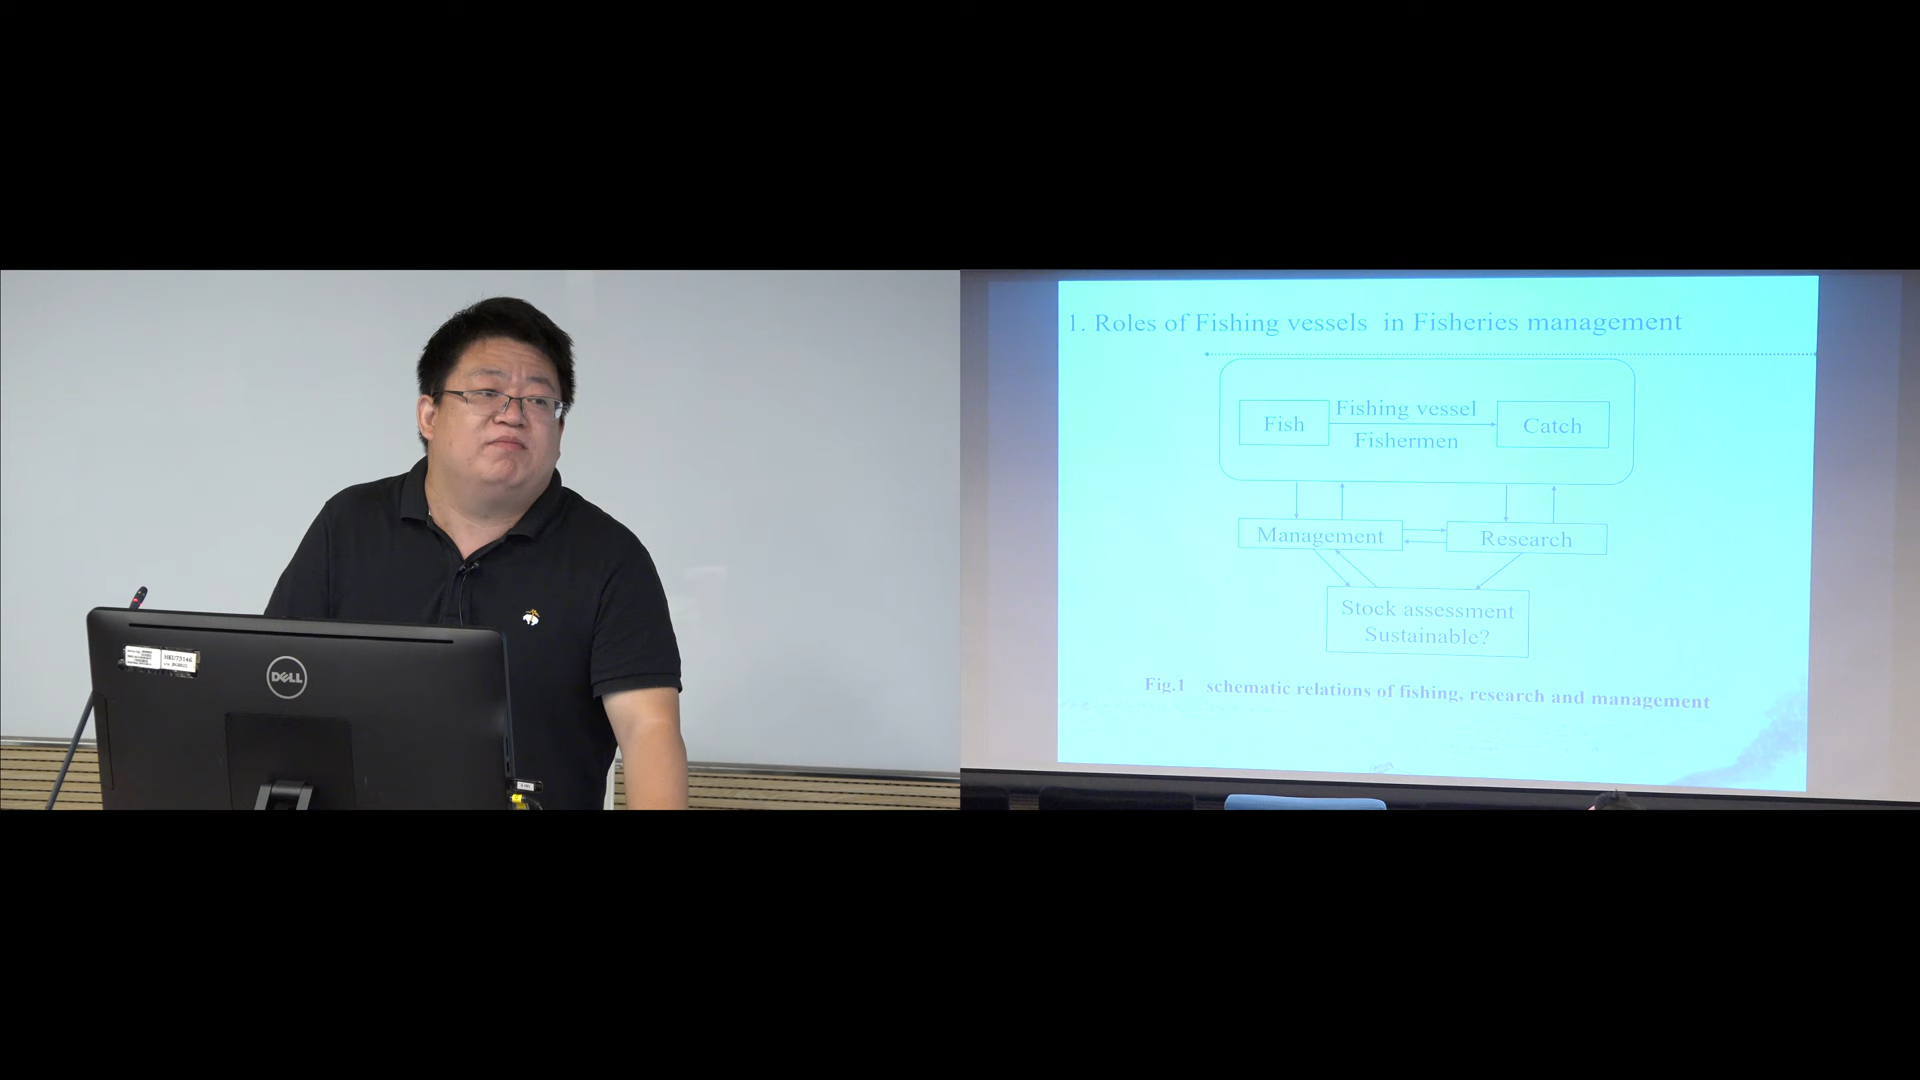 HKU73146
DELL
1. Roles of Fishing vessels in Fisheries management
Fish
Fishing vessel
Fishermen
Catch
Management
Research
Stock assessment
Sustainable?
Fig.1 schematic relations of fishing, research and management